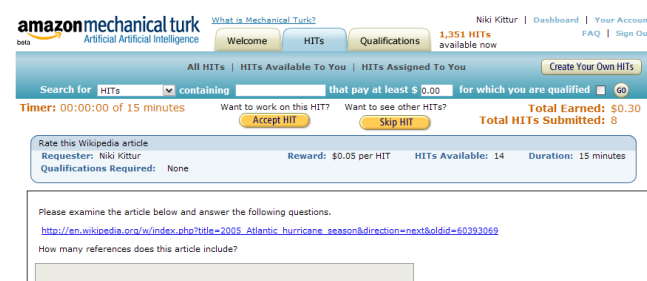 amazonmechanical turk
beta
Artificial Artificial Intelligence
What is Mechanical Turk?
Niki Kittur | Dashboard | Your Accoun
FAQ | Sign Ou
Welcome
HITs
Qualifications
1,351 HITs
available now
All HITs | HITs Available To You | HITs Assigned To You
Create Your Own HITs
Search for HITs containing that pay at least $ 0.00 for which you are qualified GO
Timer: 00:00:00 of 15 minutes
Want to work on this HIT?
Accept HIT
Want to see other HITs?
Skip HIT
Total Earned: $0.30
Total HITs Submitted: 8
Rate this Wikipedia article
Requester: Niki Kittur Reward: $0.05 per HIT HITs Available: 14 Duration: 15 minutes
Qualifications Required: None
Please examine the article below and answer the following questions.
http://en.wikipedia.org/w/index.php?title=2005_Atlantic_hurricane_season&direction=next&oldid=60393069
How many references does this article include?